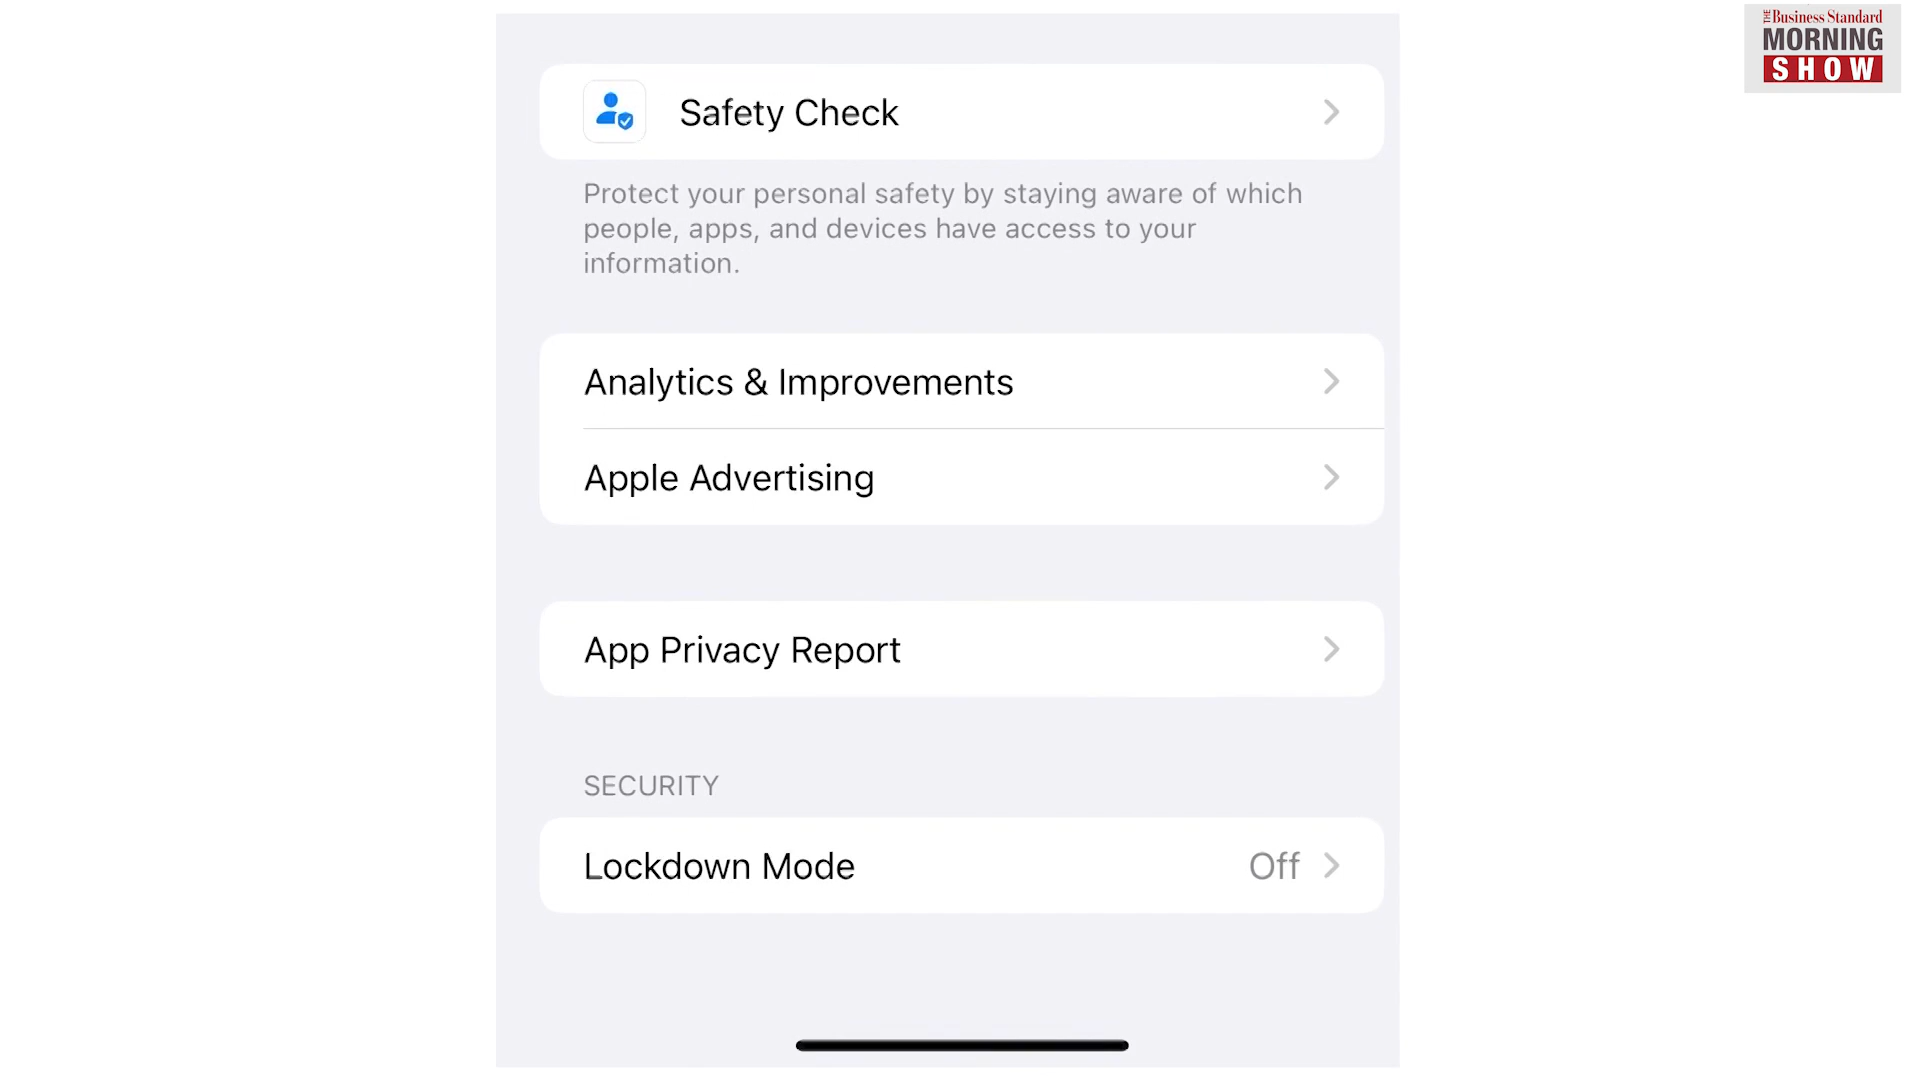 THE Business Standard
MORNING
SHOW
Safety Check
Protect your personal safety by staying aware of which
people, apps, and devices have access to your
information.
Analytics & Improvements
Apple Advertising
App Privacy Report
SECURITY
Lockdown Mode Off